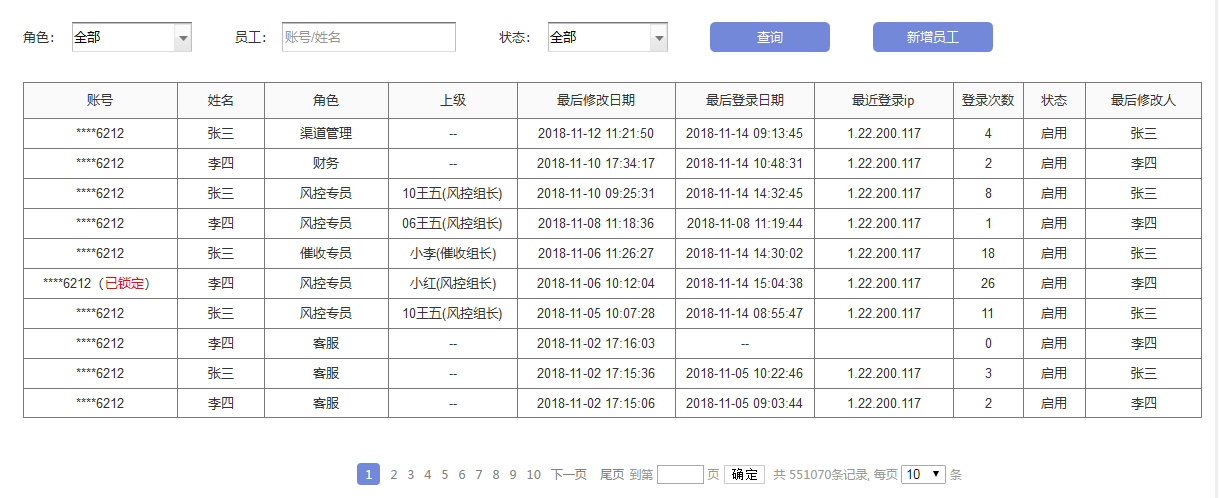 角色： 全部 员工： 账号/姓名 状态： 全部 查询 新增员工
账号 姓名 角色 上级 最后修改日期 最后登录日期 最近登录ip 登录次数 状态 最后修改人
****6212 张三 渠道管理 -- 2018-11-12 11:21:50 2018-11-14 09:13:45 1.22.200.117 4 启用 张三
****6212 李四 财务 -- 2018-11-10 17:34:17 2018-11-14 10:48:31 1.22.200.117 2 启用 李四
****6212 张三 风控专员 10王五(风控组长) 2018-11-10 09:25:31 2018-11-14 14:32:45 1.22.200.117 8 启用 张三
****6212 李四 风控专员 06王五(风控组长) 2018-11-08 11:18:36 2018-11-08 11:19:44 1.22.200.117 1 启用 李四
****6212 张三 催收专员 小李(催收组长) 2018-11-06 11:26:27 2018-11-14 14:30:02 1.22.200.117 18 启用 张三
****6212（已锁定） 李四 风控专员 小红(风控组长) 2018-11-06 10:12:04 2018-11-14 15:04:38 1.22.200.117 26 启用 李四
****6212 张三 风控专员 10王五(风控组长) 2018-11-05 10:07:28 2018-11-14 08:55:47 1.22.200.117 11 启用 张三
****6212 李四 客服 -- 2018-11-02 17:16:03 -- 0 启用 李四
****6212 张三 客服 -- 2018-11-02 17:15:36 2018-11-05 10:22:46 1.22.200.117 3 启用 张三
****6212 李四 客服 -- 2018-11-02 17:15:06 2018-11-05 09:03:44 1.22.200.117 2 启用 李四
1 2 3 4 5 6 7 8 9 10 下一页 尾页 到第 页 确定 共 551070条记录, 每页 10 条